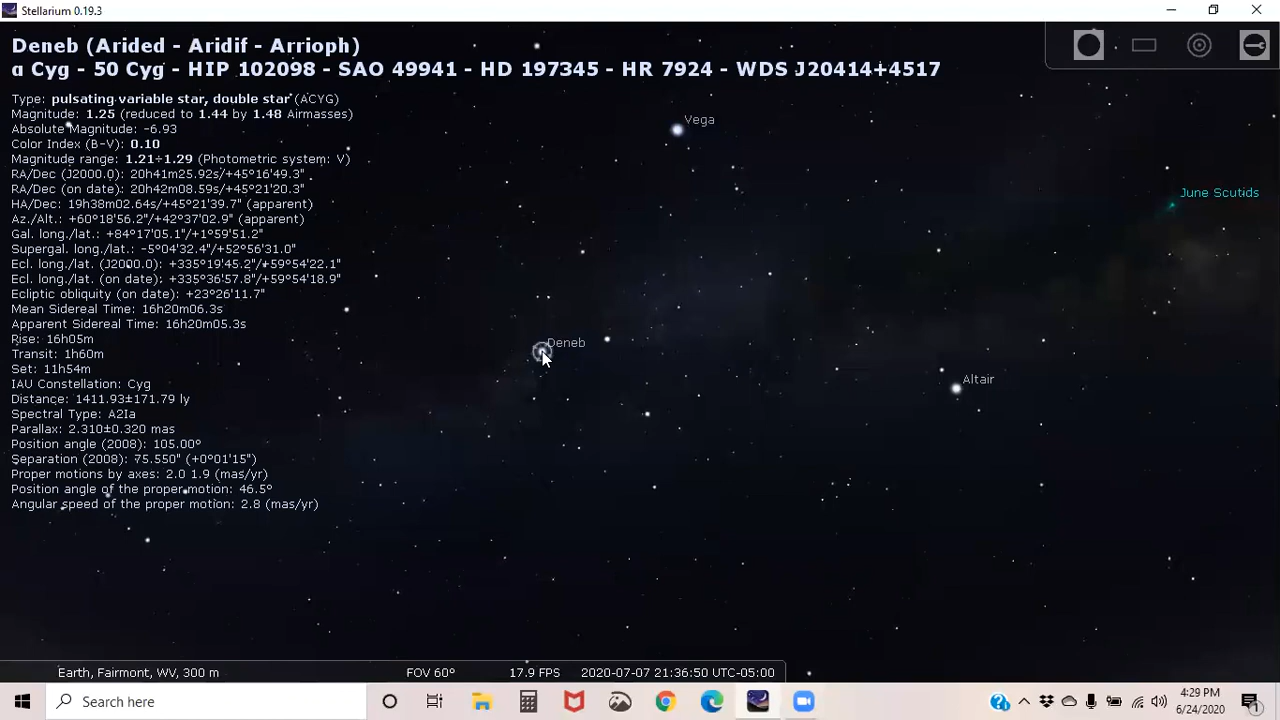 Stellarium 0.19.3
Deneb (Arided - Aridif - Arrioph)
α Cyg - 50 Cyg - HIP 102098 - SAO 49941 - HD 197345 - HR 7924 - WDS J20414+4517
Type: pulsating variable star, double star (ACYG)
Magnitude: 1.25 (reduced to 1.44 by 1.48 Airmasses)
Absolute Magnitude: -6.93
Color Index (B-V): 0.10
Magnitude range: 1.21÷1.29 (Photometric system: V)
RA/Dec (J2000.0): 20h41m25.92s/+45°16'49.3"
RA/Dec (on date): 20h42m08.59s/+45°21'20.3"
HA/Dec: 19h38m02.64s/+45°21'39.7" (apparent)
Az./Alt.: +60°18'56.2"/+42°37'02.9" (apparent)
Gal. long./lat.: +84°17'05.1"/+1°59'51.2"
Supergal. long./lat.: -5°04'32.4"/+52°56'31.0"
Ecl. long./lat. (J2000.0): +335°19'45.2"/+59°54'22.1"
Ecl. long./lat. (on date): +335°36'57.8"/+59°54'18.9"
Ecliptic obliquity (on date): +23°26'11.7"
Mean Sidereal Time: 16h20m06.3s
Apparent Sidereal Time: 16h20m05.3s
Rise: 16h05m
Transit: 1h60m
Set: 11h54m
IAU Constellation: Cyg
Distance: 1411.93±171.79 ly
Spectral Type: A2Ia
Parallax: 2.310±0.320 mas
Position angle (2008): 105.00°
Separation (2008): 75.550" (+0°01'15")
Proper motions by axes: 2.0 1.9 (mas/yr)
Position angle of the proper motion: 46.5°
Angular speed of the proper motion: 2.8 (mas/yr)
Vega
June Scutids
Deneb
Altair
Earth, Fairmont, WV, 300 m
FOV 60°
17.9 FPS
2020-07-07 21:36:50 UTC-05:00
Search here
4:29 PM
6/24/2020
1